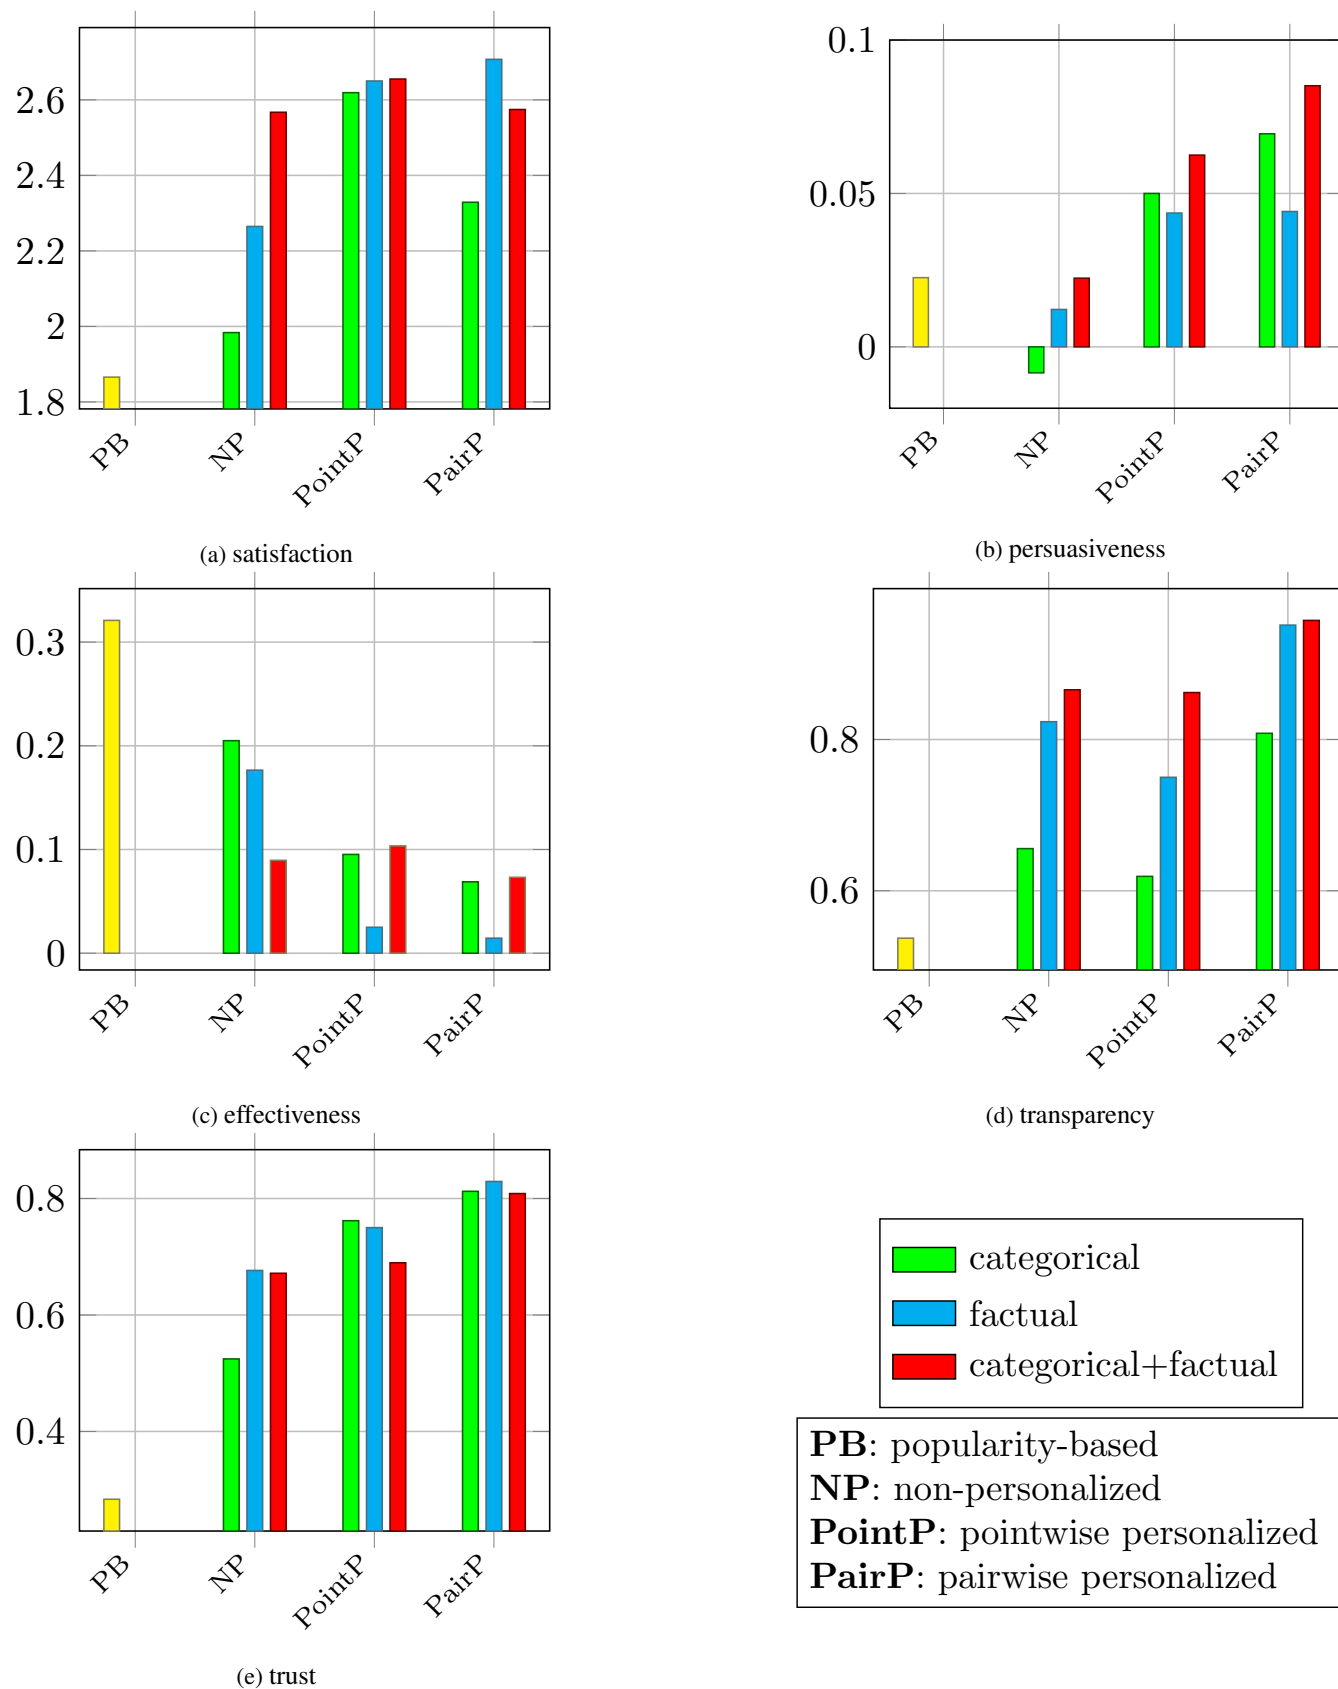 2.6
2.4
2.2
2
1.8
PB
NP
PointP
PairP
(a) satisfaction
0.1
0.05
0
PB
NP
PointP
PairP
(b) persuasiveness
0.3
0.2
0.1
0
PB
NP
PointP
PairP
(c) effectiveness
0.8
0.6
PB
NP
PointP
PairP
(d) transparency
0.8
0.6
0.4
PB
NP
PointP
PairP
(e) trust
categorical
factual
categorical+factual
PB: popularity-based
NP: non-personalized
PointP: pointwise personalized
PairP: pairwise personalized